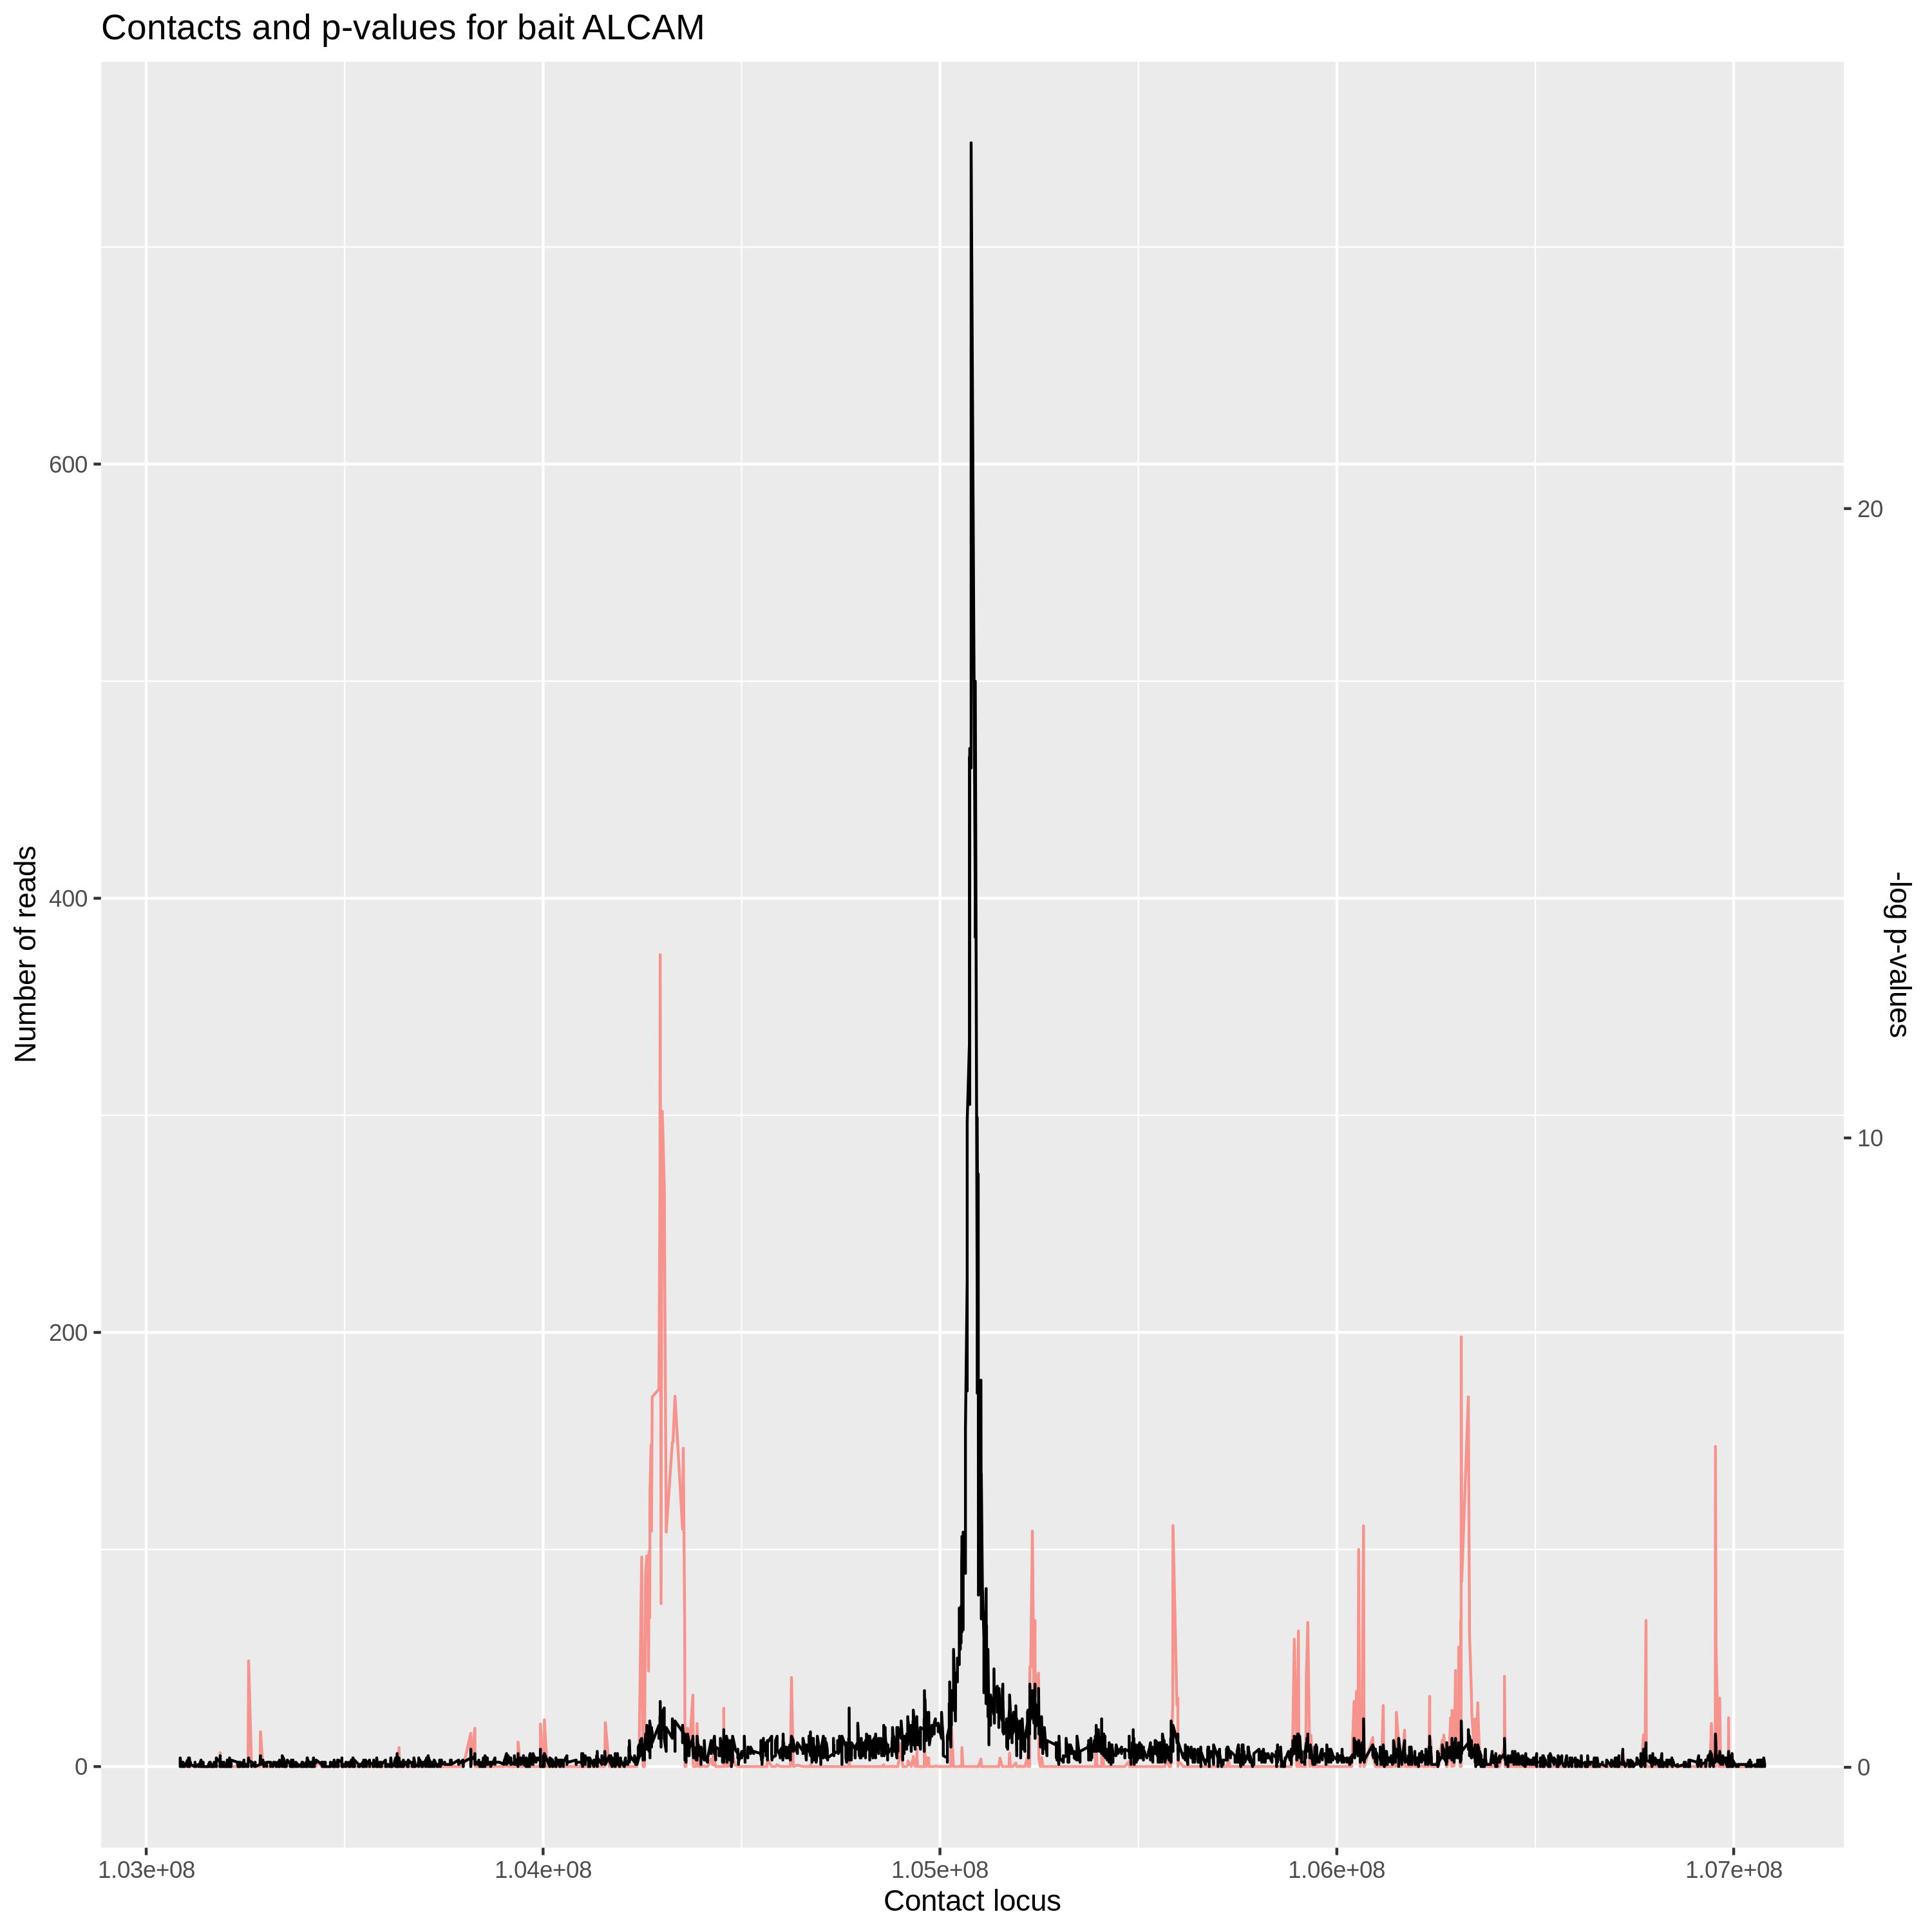 Contacts and p-values for bait ALCAM
600
400
200
0
Number of reads
20
10
0
-log p-values
1.03e+08
1.04e+08
1.05e+08
1.06e+08
1.07e+08
Contact locus